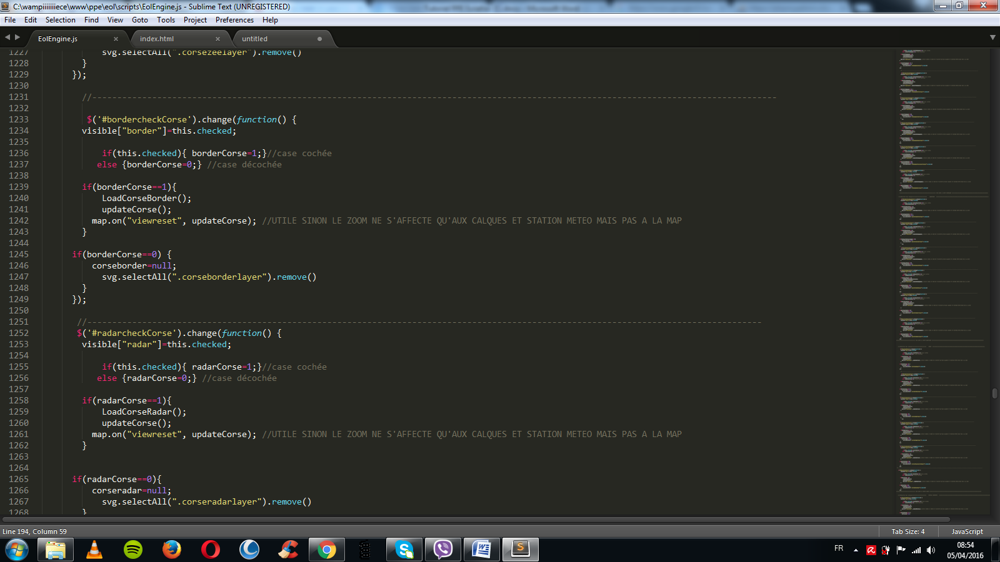 C:\wampiiiiiiiece\www\ppe\eol\scripts\EolEngine.js - Sublime Text (UNREGISTERED)
File Edit Selection Find View Goto Tools Project Preferences Help
EolEngine.js × index.html × untitled
1227 svg.selectAll(".corsezeelayer").remove()
1228 }
1229 });
1230
1231 //-----------------------------------------------------------------------------------------------------------------------------------------
1232
1233 $('#bordercheckCorse').change(function() {
1234 visible["border"]=this.checked;
1235
1236 if(this.checked){ borderCorse=1;}//case cochée
1237 else {borderCorse=0;} //case décochée
1238
1239 if(borderCorse==1){
1240 LoadCorseBorder();
1241 updateCorse();
1242 map.on("viewreset", updateCorse); //UTILE SINON LE ZOOM NE S'AFFECTE QU'AUX CALQUES ET STATION METEO MAIS PAS A LA MAP
1243 }
1244
1245 if(borderCorse==0) {
1246 corseborder=null;
1247 svg.selectAll(".corseborderlayer").remove()
1248 }
1249 });
1250
1251 //---------------------------------------------------------------------------------------------------------------------------------------
1252 $('#radarcheckCorse').change(function() {
1253 visible["radar"]=this.checked;
1254
1255 if(this.checked){ radarCorse=1;}//case cochée
1256 else {radarCorse=0;} //case décochée
1257
1258 if(radarCorse==1){
1259 LoadCorseRadar();
1260 updateCorse();
1261 map.on("viewreset", updateCorse); //UTILE SINON LE ZOOM NE S'AFFECTE QU'AUX CALQUES ET STATION METEO MAIS PAS A LA MAP
1262 }
1263
1264
1265 if(radarCorse==0){
1266 corseradar=null;
1267 svg.selectAll(".corseradarlayer").remove()
1268 }
Line 194, Column 59 Tab Size: 4 JavaScript
FR 08:54
05/04/2016